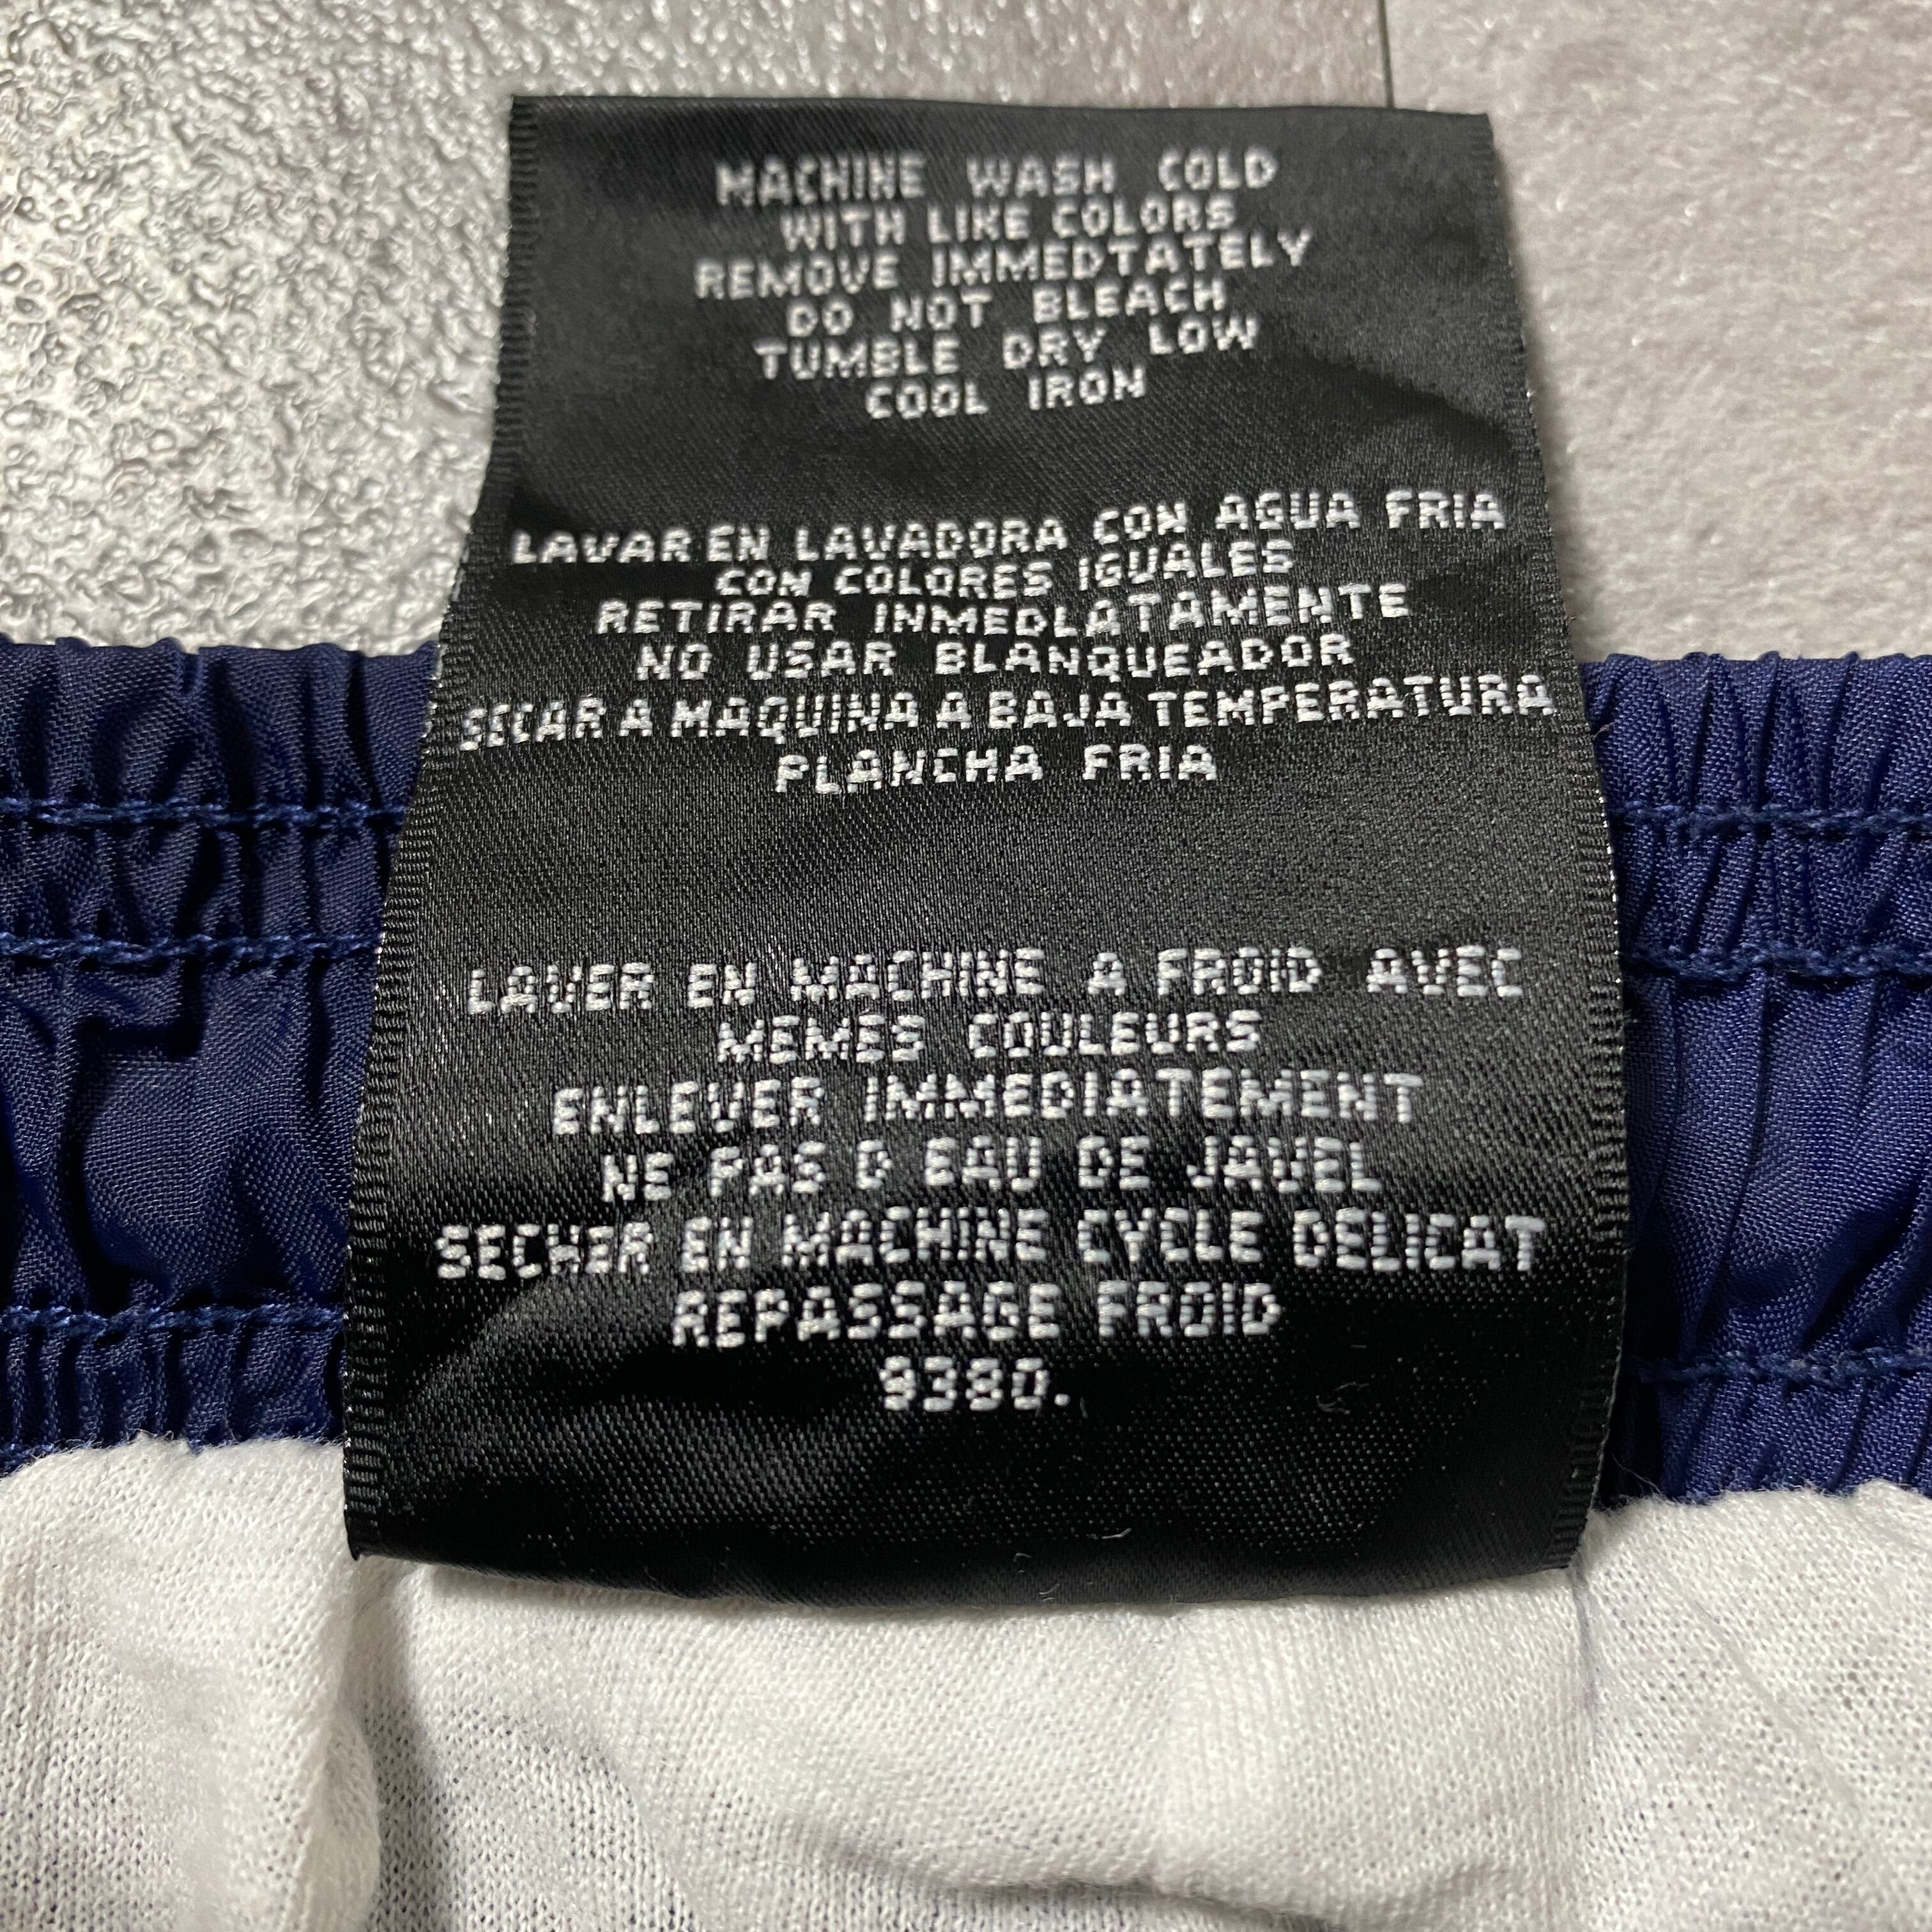 MACHINE WASH COLD
WITH LIKE COLORS
REMOVE IMMEDTATELY
DO NOT BLEACH
TUMBLE DRY LOW
COOL IRON
LAVAR EN LAVADORA CON AGUA FRIA
CON COLORES IGUALES
RETIRAR INMEDLATAMENTE
NO USAR BLANQUEADOR
SECAR A MAQUINA A BAJA TEMPERATURA
PLANCHA FRIA
LAVER EN MACHINE A FROID AVEC
MEMES COULEURS
ENLEVER IMMEDIATEMENT
NE PAS D EAU DE JAVEL
SECHER EN MACHINE CYCLE DELICAT
REPASSAGE FROID
9380.